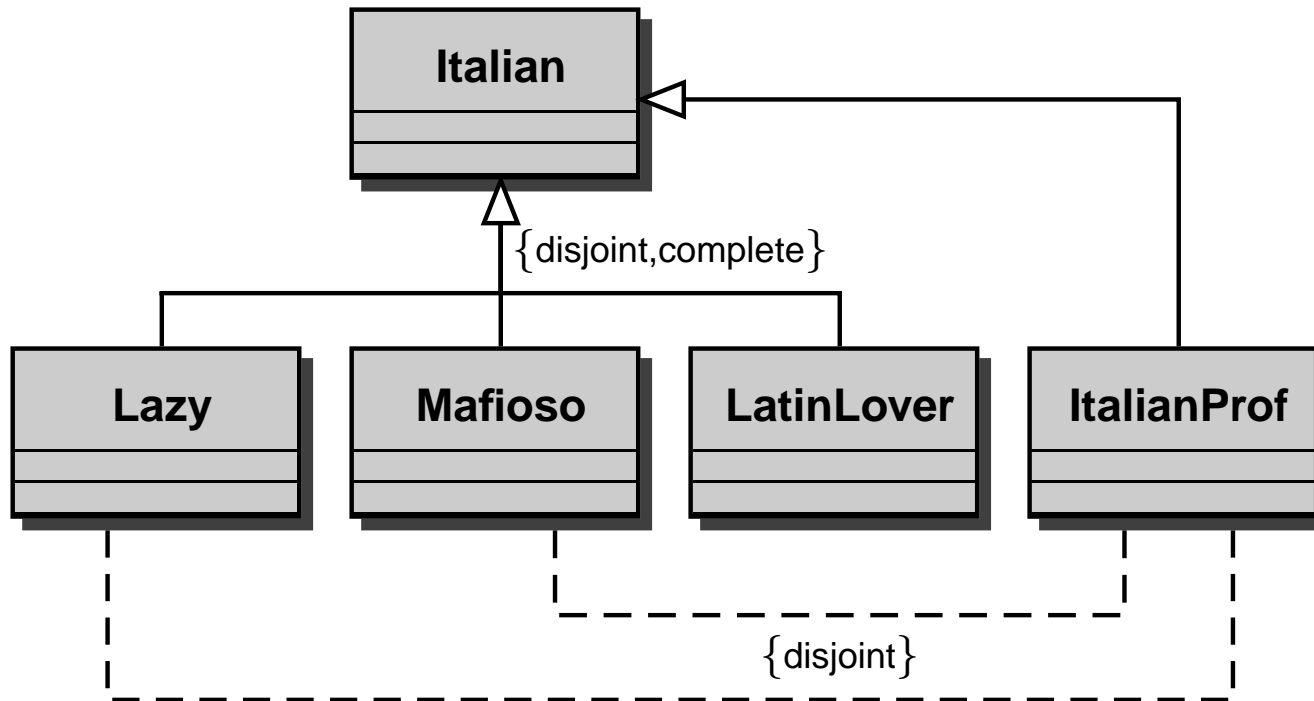 Italian
{disjoint,complete}
Lazy
Mafioso
LatinLover
ItalianProf
{disjoint}